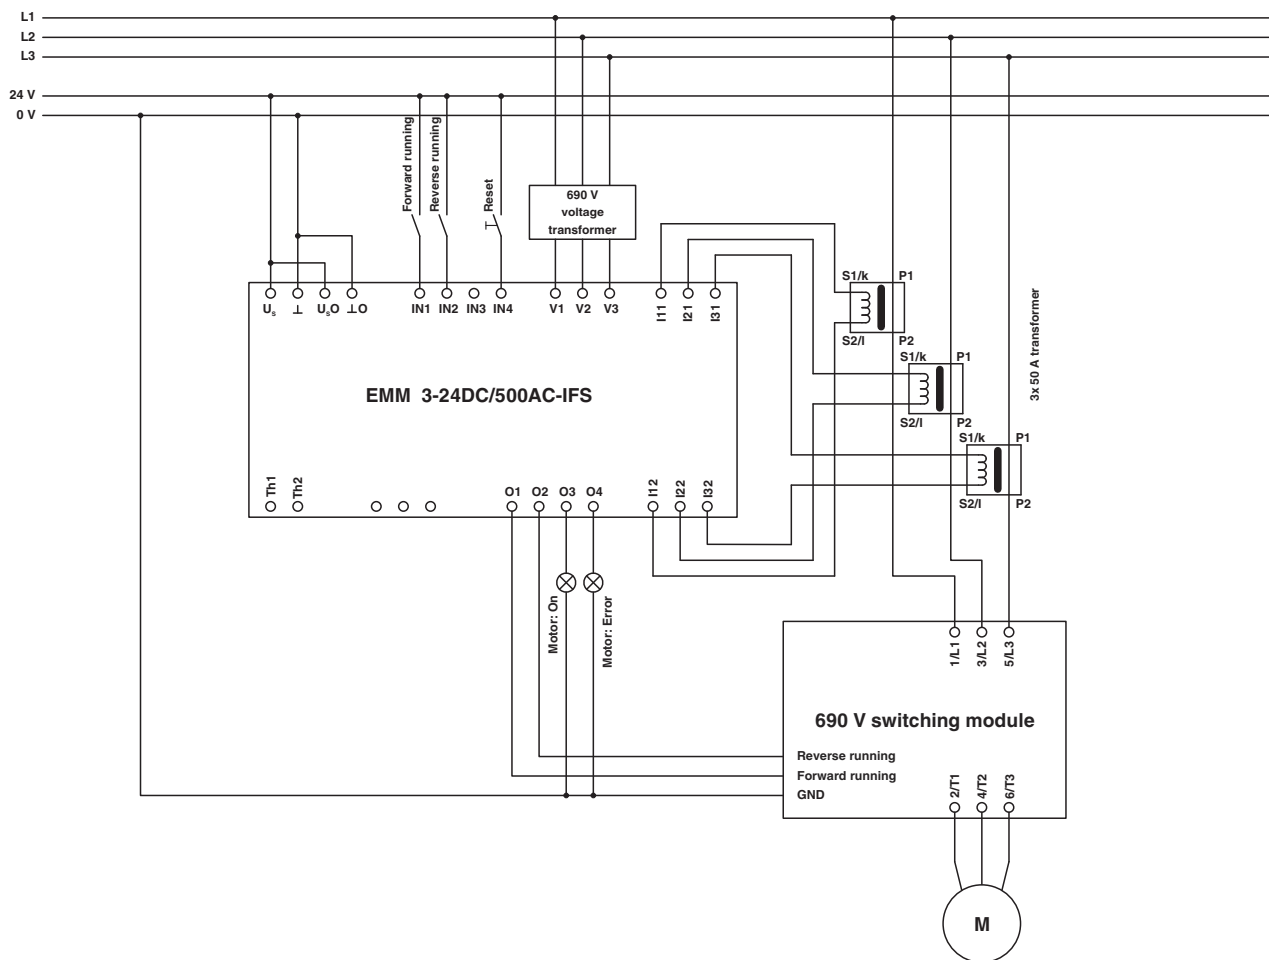 L1
L2
L3
24 V
0 V
Forward running
Reverse running
Reset
690 V
voltage
transformer
Us
⊥
UsO
⊥O
IN1
IN2
IN3
IN4
V1
V2
V3
I11
I21
I31
S1/k
P1
S2/l
P2
S1/k
P1
S2/l
P2
S1/k
P1
S2/l
P2
3x 50 A transformer
EMM 3-24DC/500AC-IFS
Th1
Th2
O1
O2
O3
O4
I12
I22
I32
Motor: On
Motor: Error
1/L1
3/L2
5/L3
690 V switching module
Reverse running
Forward running
GND
2/T1
4/T2
6/T3
M